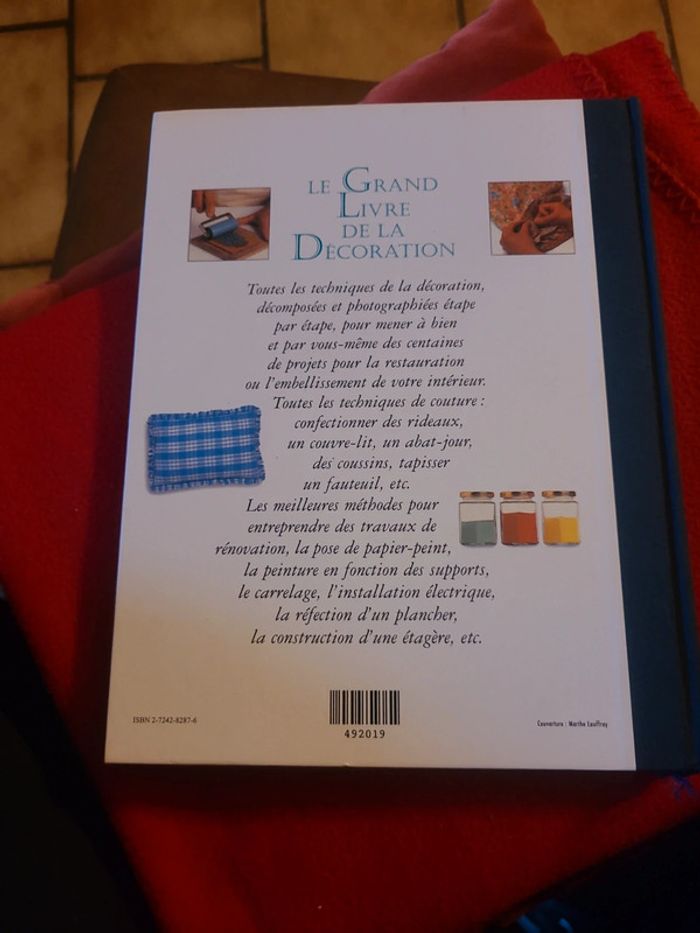 LE GRAND
LIVRE
DE LA
DÉCORATION
Toutes les techniques de la décoration,
décomposées et photographiées étape
par étape, pour mener à bien
et par vous-même des centaines
de projets pour la restauration
ou l'embellissement de votre intérieur.
Toutes les techniques de couture :
confectionner des rideaux,
un couvre-lit, un abat-jour,
des coussins, tapisser
un fauteuil, etc.
Les meilleures méthodes pour
entreprendre des travaux de
rénovation, la pose de papier-peint,
la peinture en fonction des supports,
le carrelage, l'installation électrique,
la réfection d'un plancher,
la construction d'une étagère, etc.
ISBN 2-7242-8287-6
492019
Couverture : Marthe Lauffray